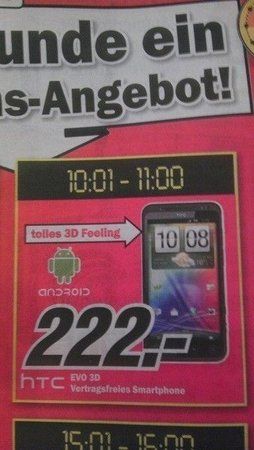 unde ein
s-Angebot!
10:01 - 11:00
tolles 3D Feeling
htc
10 08
ANDROID
222.-
htc EVO 3D
Vertragsfreies Smartphone
15:01 - 16:00